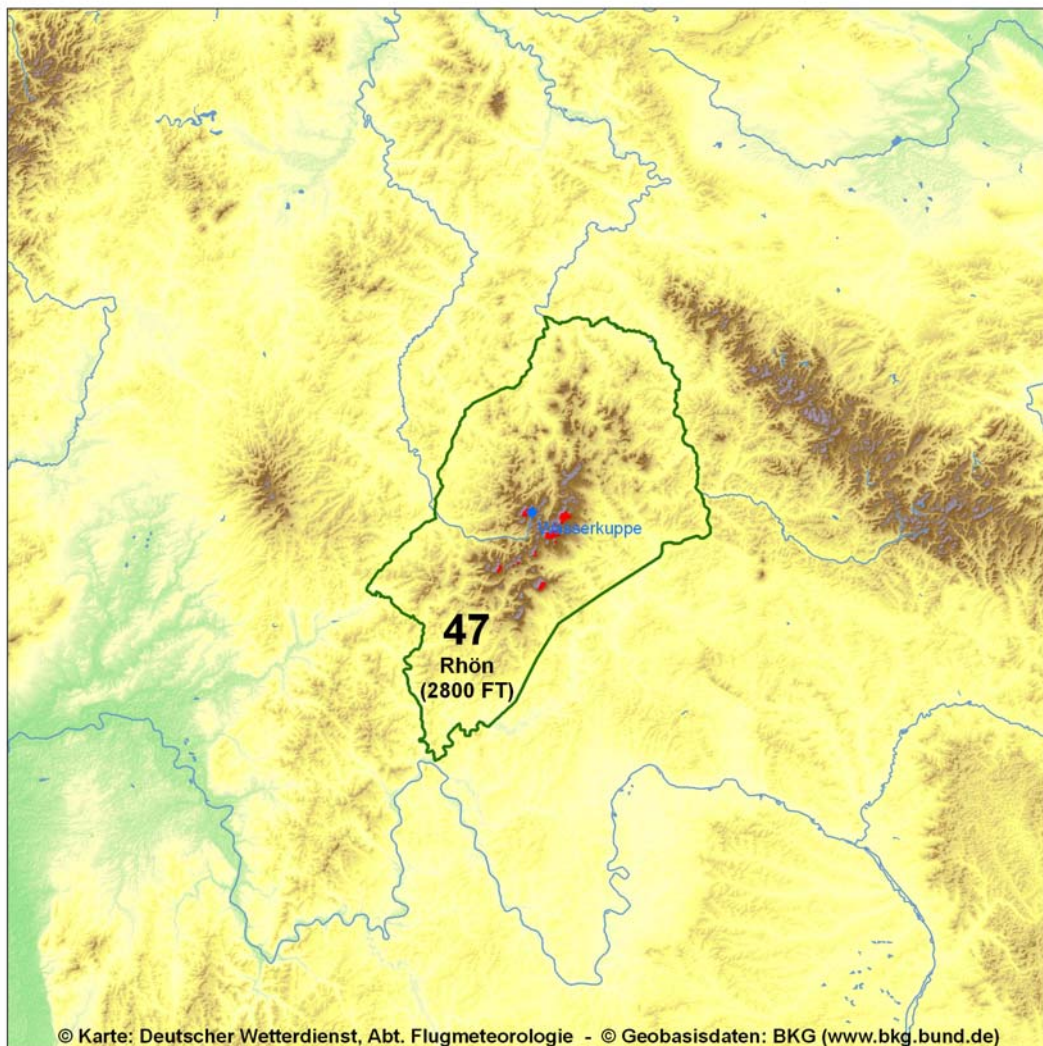 Wasserkuppe
47
Rhön
(2800 FT)
© Karte: Deutscher Wetterdienst, Abt. Flugmeteorologie - © Geobasisdaten: BKG (www.bkg.bund.de)